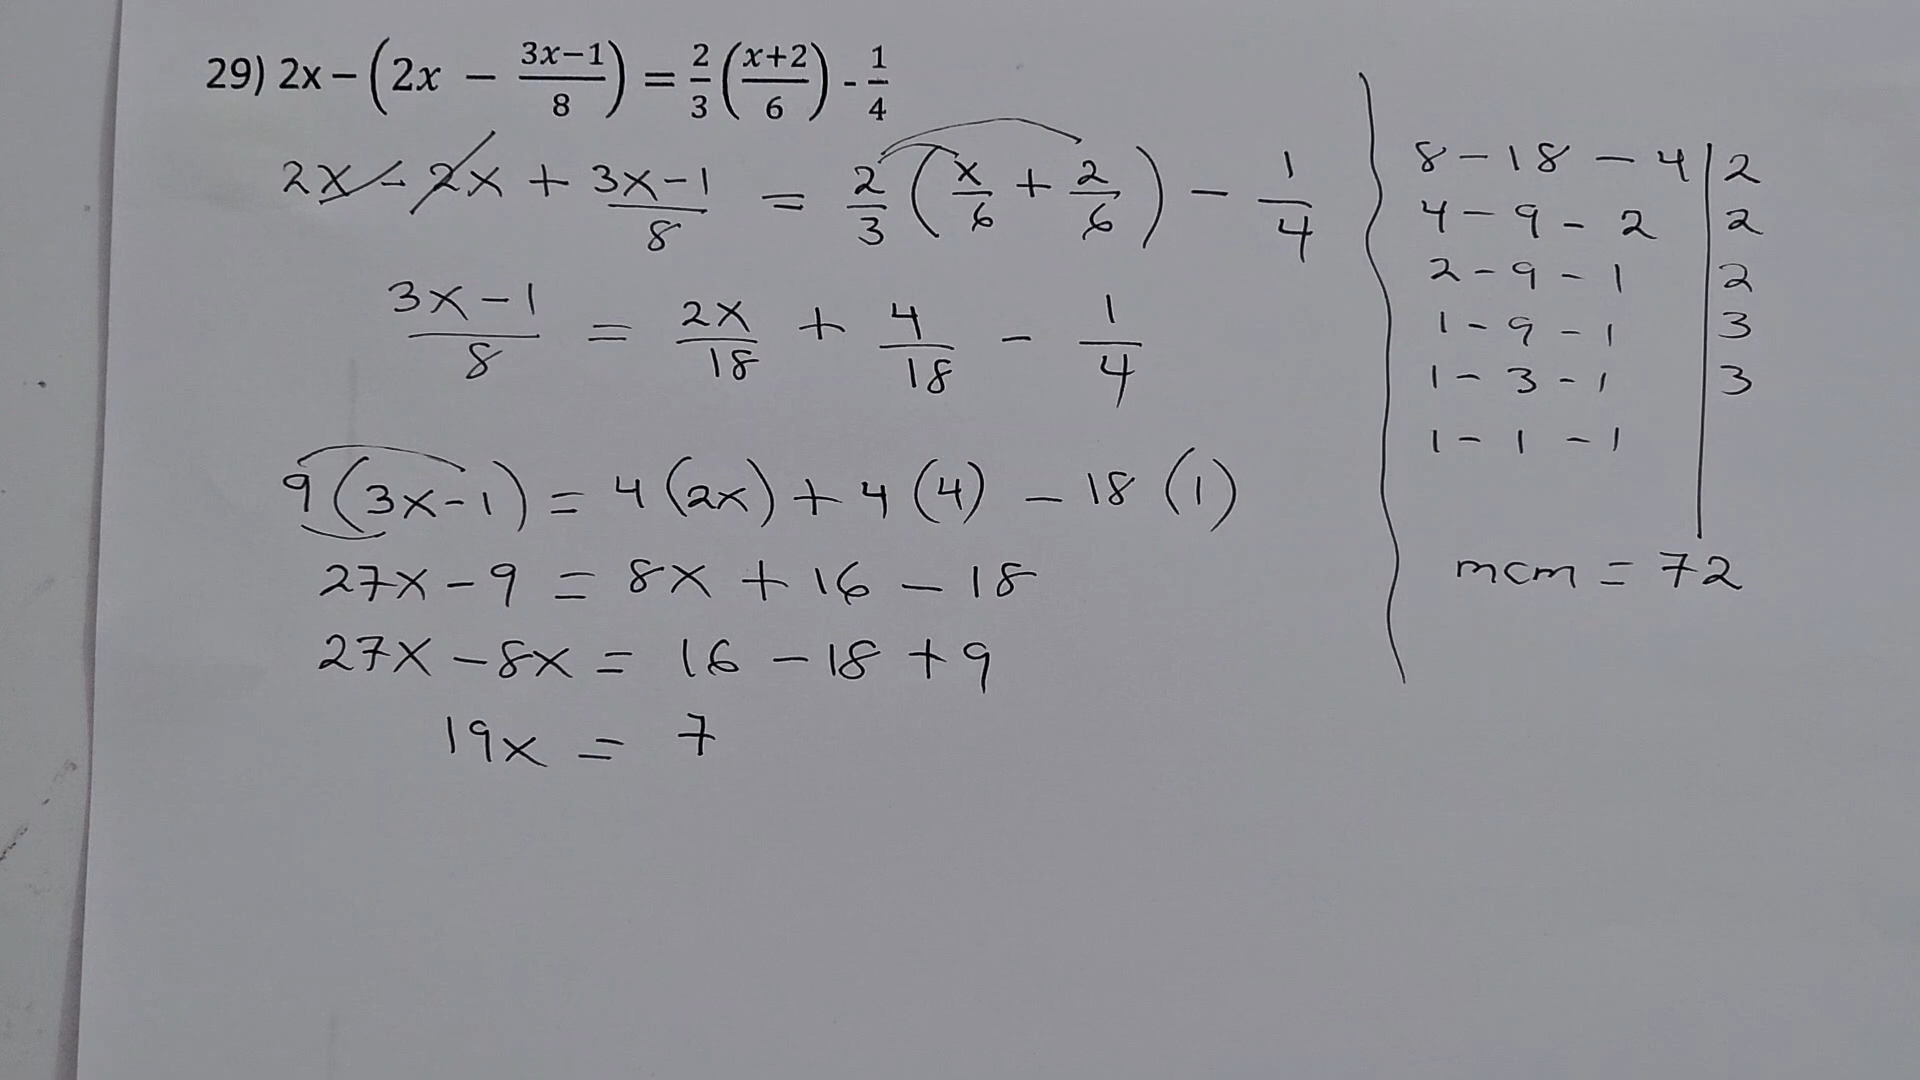 29) 2x – (2x − (3x−1)/8) = 2/3 ((x+2)/6) - 1/4
2x - 2x + (3x-1)/8 = 2/3 (x/6 + 2/6) - 1/4
(3x-1)/8 = 2x/18 + 4/18 - 1/4
9(3x-1) = 4(2x) + 4(4) - 18(1)
27x - 9 = 8x + 16 - 18
27x - 8x = 16 - 18 + 9
19x = 7
8 - 18 - 4 | 2
4 - 9 - 2 | 2
2 - 9 - 1 | 2
1 - 9 - 1 | 3
1 - 3 - 1 | 3
1 - 1 - 1 |
mcm = 72